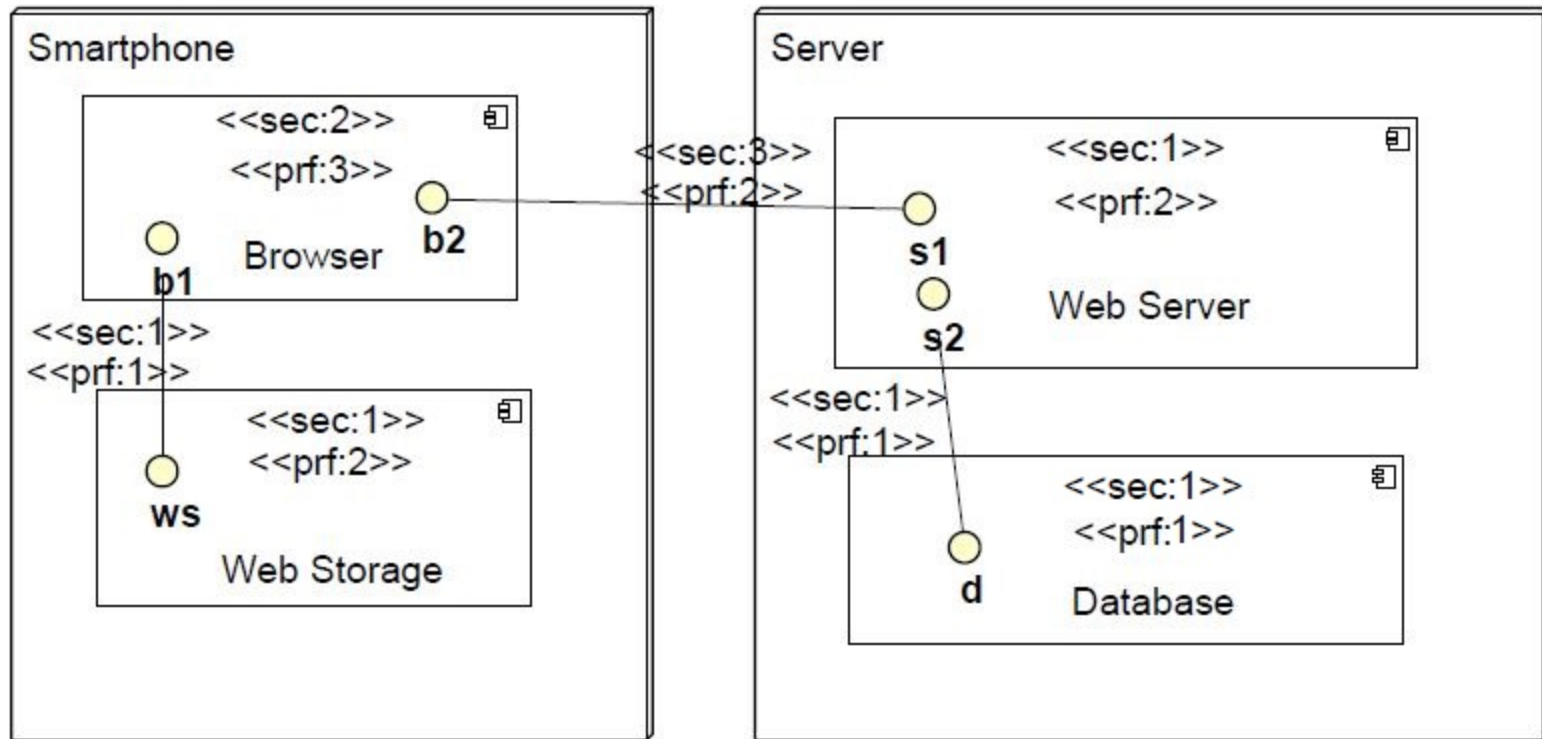 Smartphone
<<sec:2>>
<<prf:3>>
b2
b1
Browser
<<sec:1>>
<<prf:1>>
<<sec:1>>
<<prf:2>>
ws
Web Storage
<<sec:3>>
<<prf:2>>
Server
<<sec:1>>
<<prf:2>>
s1
s2
Web Server
<<sec:1>>
<<prf:1>>
<<sec:1>>
<<prf:1>>
d
Database